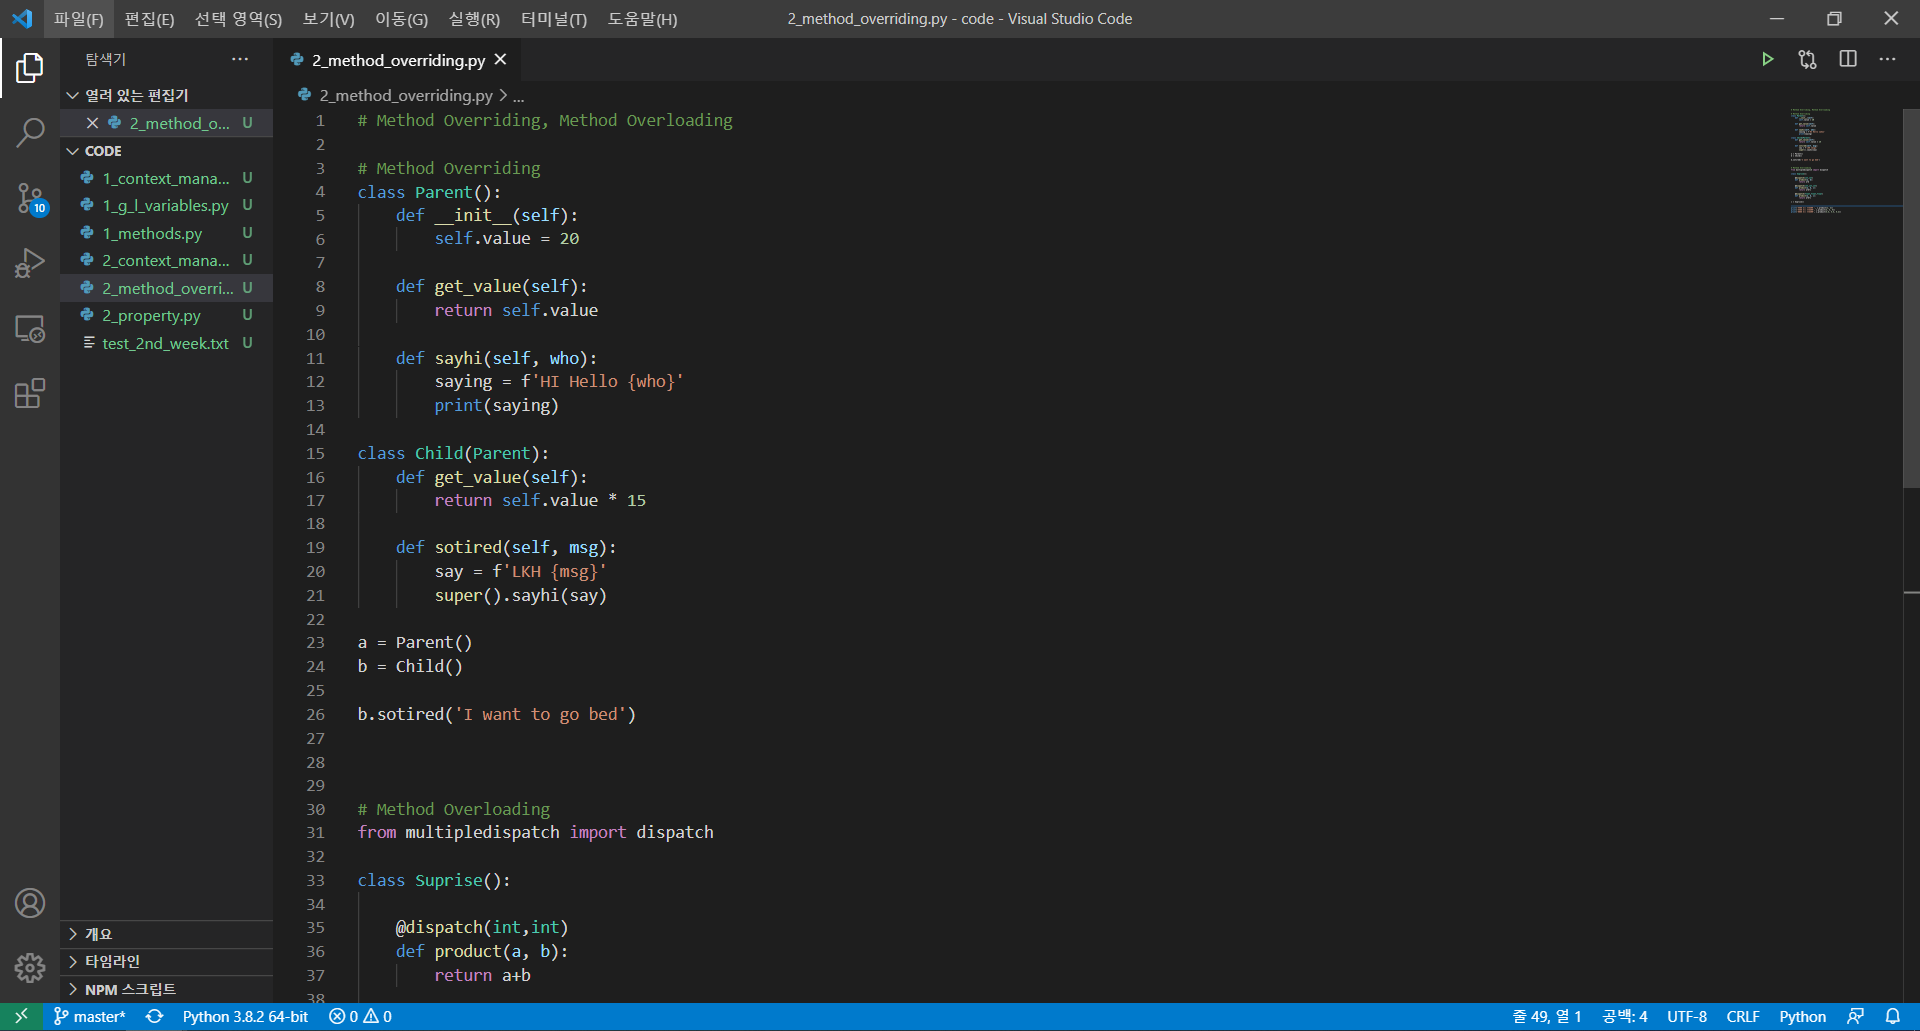 파일(F) 편집(E) 선택 영역(S) 보기(V) 이동(G) 실행(R) 터미널(T) 도움말(H) 2_method_overriding.py - code - Visual Studio Code
탐색기 ···
2_method_overriding.py
열려 있는 편집기
2_method_o... U
CODE
1_context_mana... U
1_g_l_variables.py U
1_methods.py U
2_context_mana... U
2_method_overri... U
2_property.py U
test_2nd_week.txt U
10
개요
타임라인
NPM 스크립트
2_method_overriding.py > ...
1 # Method Overriding, Method Overloading
2
3 # Method Overriding
4 class Parent():
5     def __init__(self):
6         self.value = 20
7
8     def get_value(self):
9         return self.value
10
11     def sayhi(self, who):
12         saying = f'HI Hello {who}'
13         print(saying)
14
15 class Child(Parent):
16     def get_value(self):
17         return self.value * 15
18
19     def sotired(self, msg):
20         say = f'LKH {msg}'
21         super().sayhi(say)
22
23 a = Parent()
24 b = Child()
25
26 b.sotired('I want to go bed')
27
28
29
30 # Method Overloading
31 from multipledispatch import dispatch
32
33 class Suprise():
34
35     @dispatch(int,int)
36     def product(a, b):
37         return a+b
38
master* Python 3.8.2 64-bit 0 0 줄 49, 열 1 공백: 4 UTF-8 CRLF Python